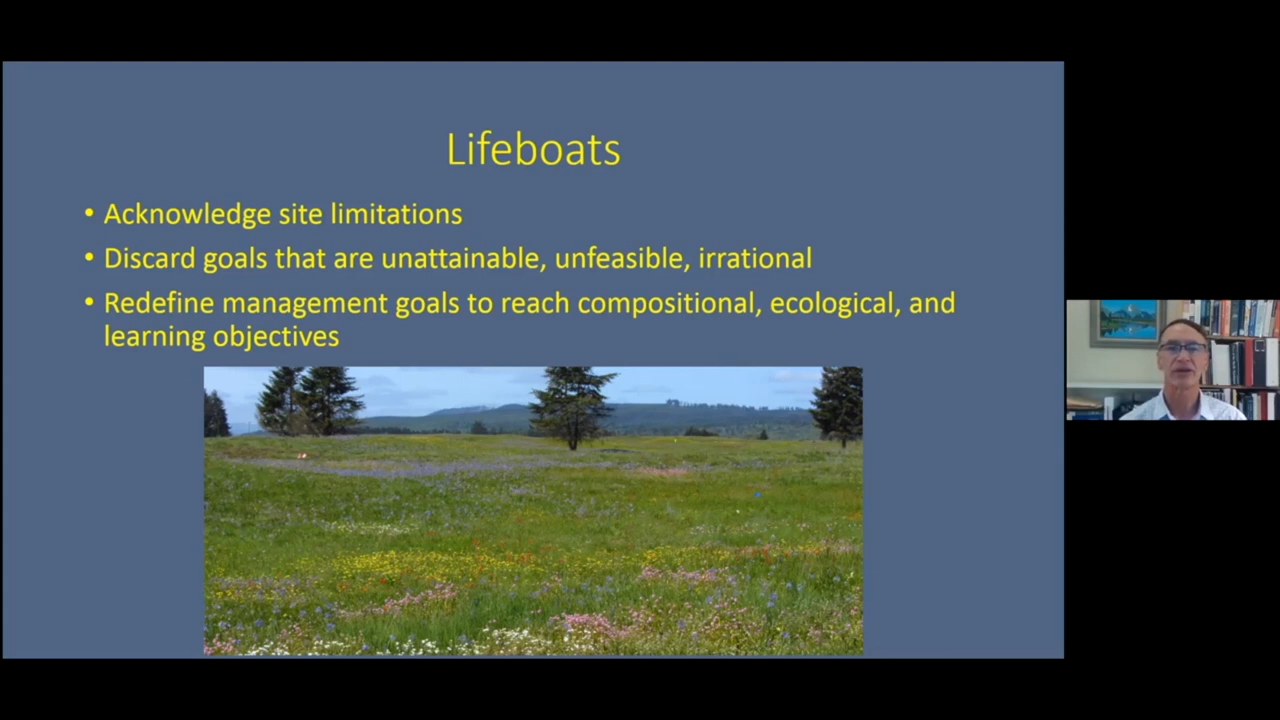 Lifeboats
• Acknowledge site limitations
• Discard goals that are unattainable, unfeasible, irrational
• Redefine management goals to reach compositional, ecological, and
learning objectives